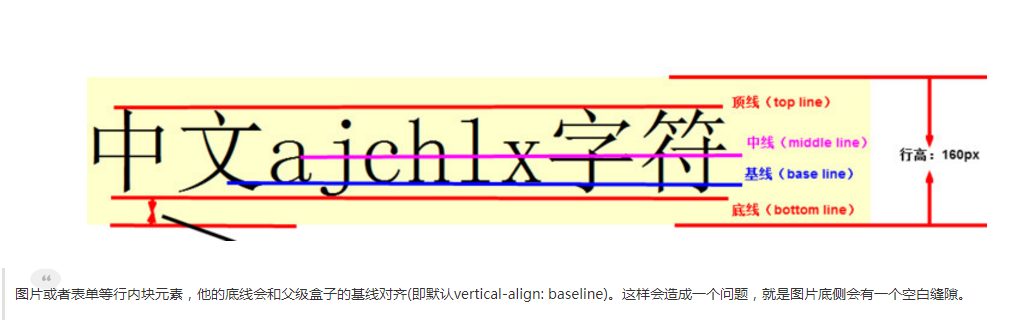 顶线（top line）
中文ajchlx字符
中线（middle line）
行高：160px
基线（base line）
底线（bottom line）
“
图片或者表单等行内块元素，他的底线会和父级盒子的基线对齐(即默认vertical-align: baseline)。这样会造成一个问题，就是图片底侧会有一个空白缝隙。